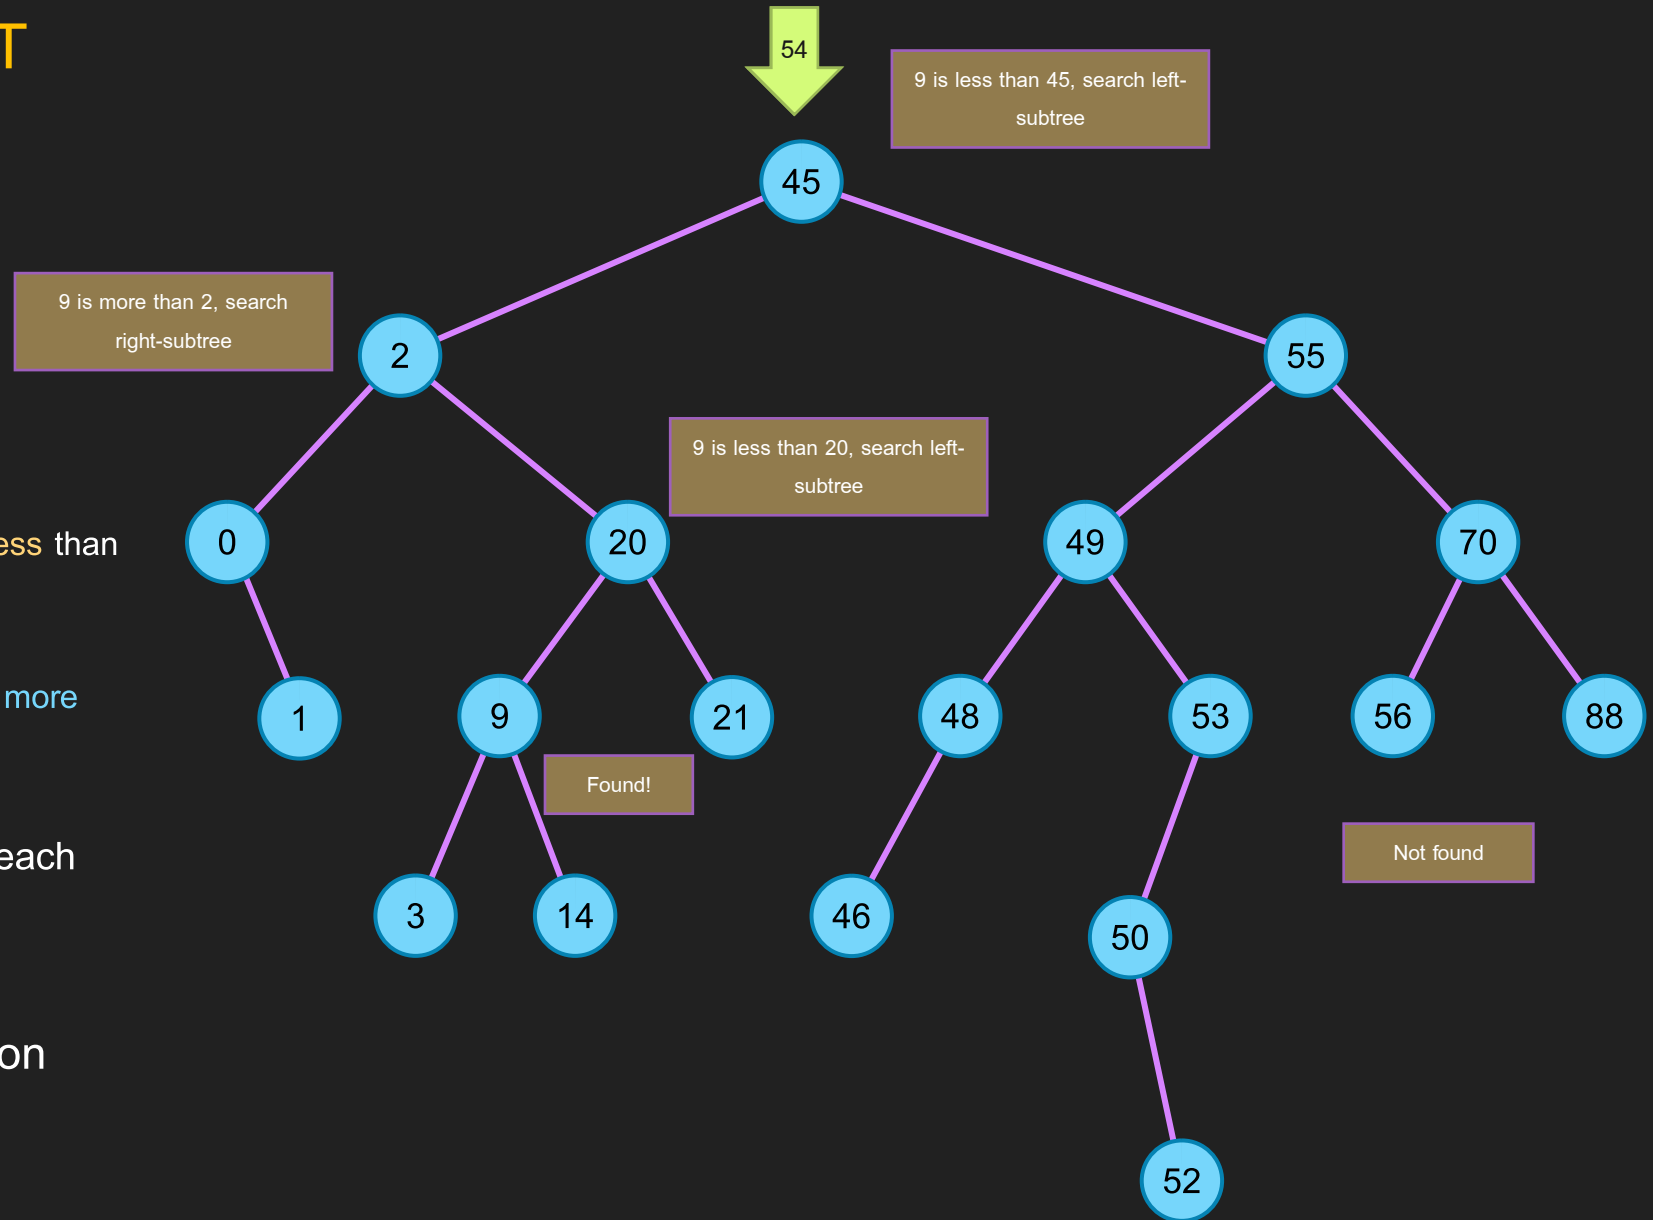 T
54
9 is less than 45, search left-
subtree
45
9 is more than 2, search
right-subtree
2
55
9 is less than 20, search left-
subtree
ess than
0
20
49
70
more
1
9
21
48
53
56
88
Found!
each
Not found
3
14
46
50
on
52